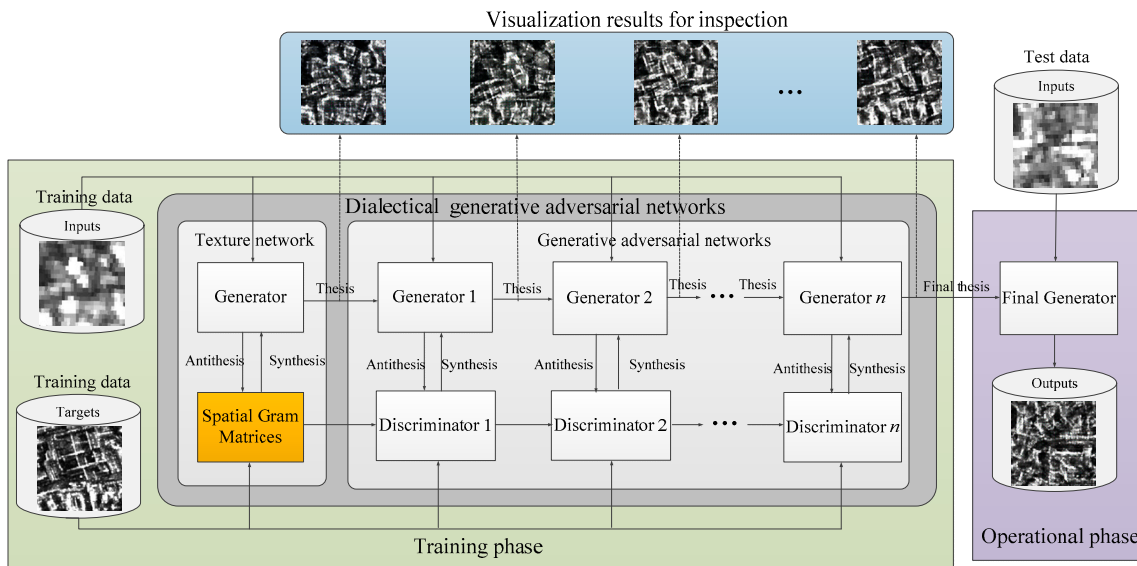 Visualization results for inspection
Test data
Inputs
...
Training data
Inputs
Dialectical generative adversarial networks
Texture network
Generative adversarial networks
Generator
Thesis
Generator 1
Thesis
Generator 2
Thesis
...
Thesis
Generator n
Final thesis
Final Generator
Antithesis
Synthesis
Antithesis
Synthesis
Antithesis
Synthesis
Antithesis
Synthesis
Training data
Targets
Spatial Gram
Matrices
Discriminator 1
Discriminator 2
...
Discriminator n
Outputs
Training phase
Operational phase